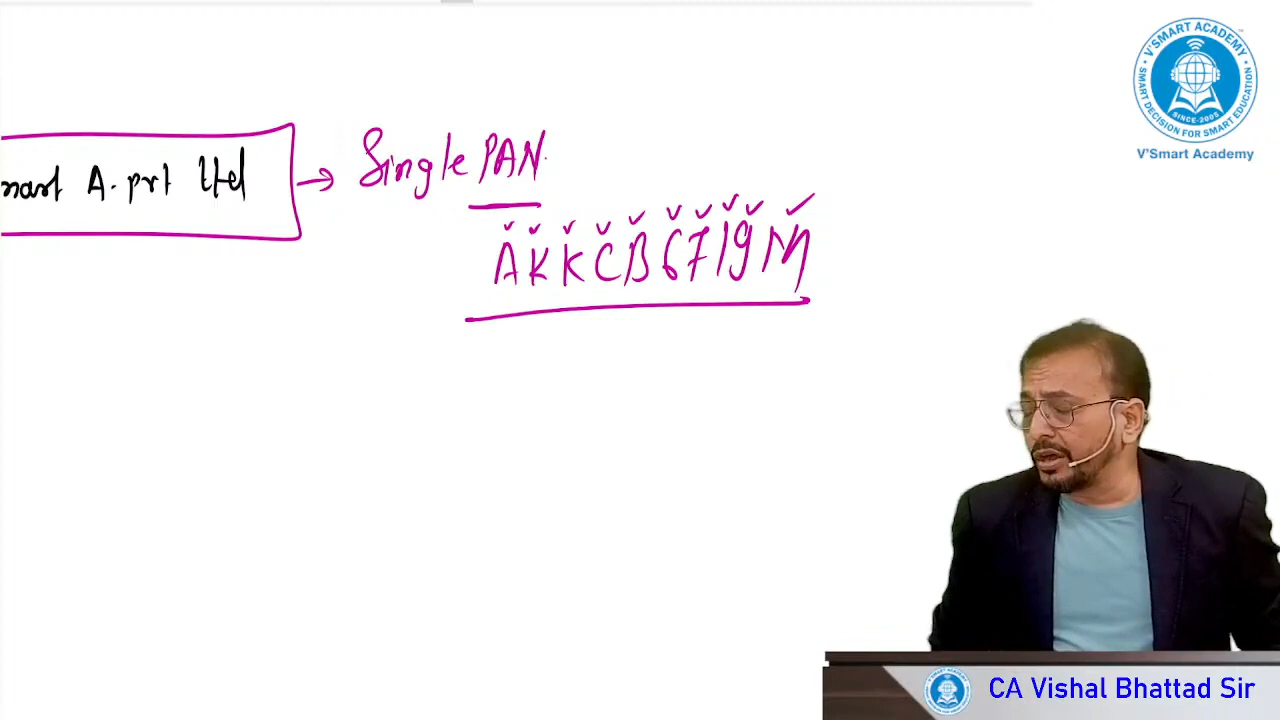 V'SMART ACADEMY
SMART DECISION FOR SMART EDUCATION
SINCE-2005
V'Smart Academy
mart A. pvt ltd → Single PAN.
AKKCB6719M
CA Vishal Bhattad Sir